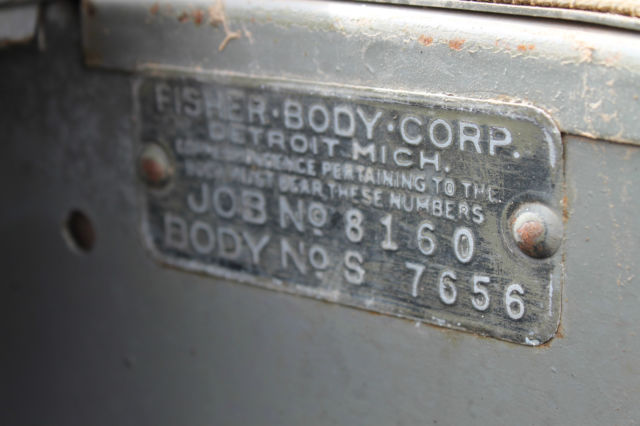 FISHER·BODY·CORP.
DETROIT.MICH.
CORRESPONDENCE PERTAINING TO THE
BODY MUST BEAR THESE NUMBERS
JOB No 8160
BODY No S 7656